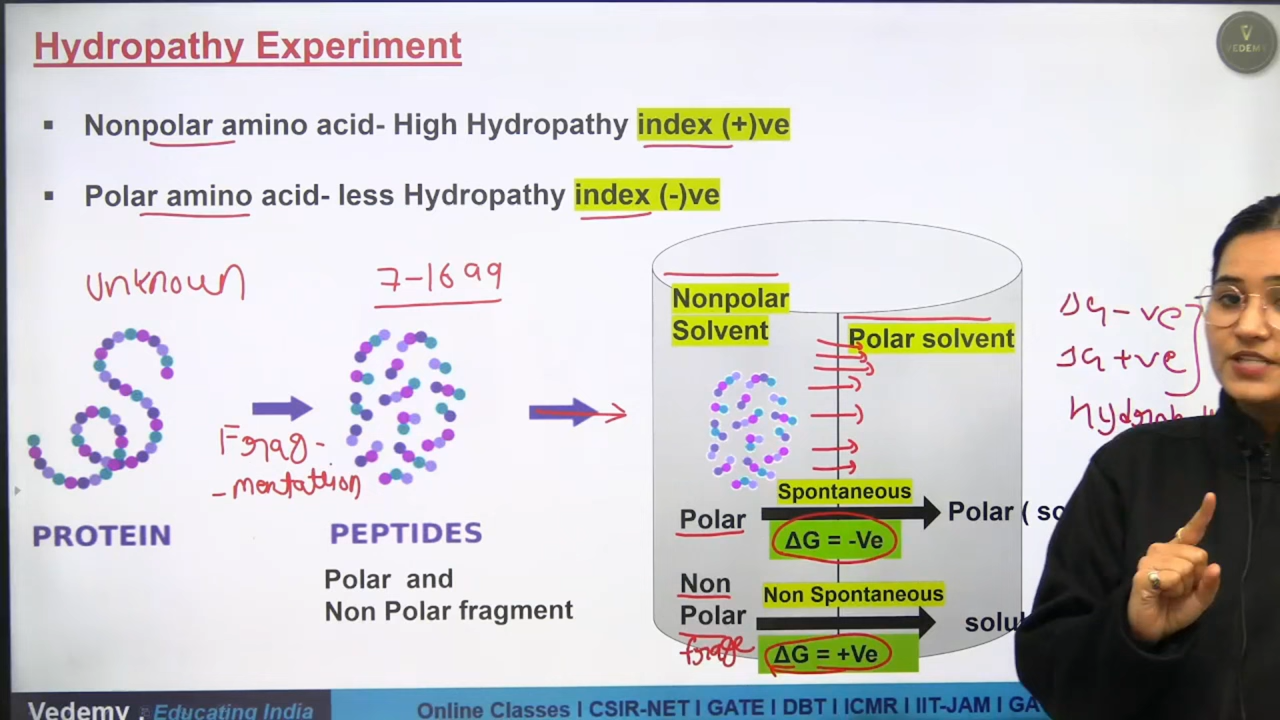 Hydropathy Experiment
VEDEMY
▪ Nonpolar amino acid- High Hydropathy index (+)ve
▪ Polar amino acid- less Hydropathy index (-)ve
unknown
7-1699
Nonpolar
Solvent
Polar solvent
ΔG -ve
ΔG +ve
Frag-
-mentattion
PROTEIN
PEPTIDES
Polar and
Non Polar fragment
Spontaneous
Polar
Polar (
ΔG = -Ve
Non
Polar
Non Spontaneous
frage
ΔG = +Ve
Vedemy . Educating India
Online Classes I CSIR-NET I GATE I DBT I ICMR I IIT-JAM I